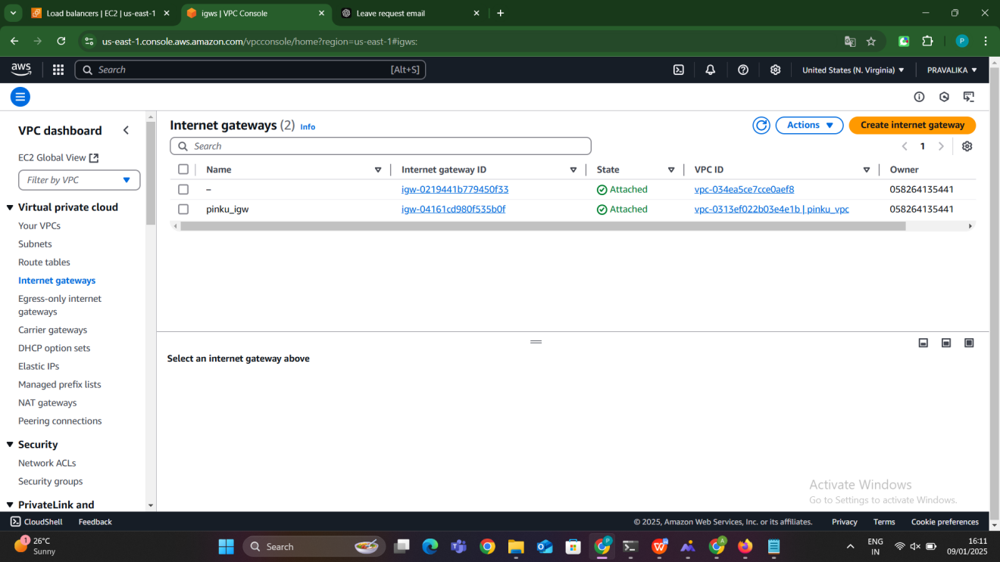 Load balancers | EC2 | us-east-1
igws | VPC Console
Leave request email
us-east-1.console.aws.amazon.com/vpcconsole/home?region=us-east-1#igws:
P
aws
Search
[Alt+S]
United States (N. Virginia)
PRAVALIKA
VPC dashboard
EC2 Global View
Filter by VPC
Virtual private cloud
Your VPCs
Subnets
Route tables
Internet gateways
Egress-only internet
gateways
Carrier gateways
DHCP option sets
Elastic IPs
Managed prefix lists
NAT gateways
Peering connections
Security
Network ACLs
Security groups
PrivateLink and
Internet gateways (2) Info
Actions
Create internet gateway
Search
1
Name
Internet gateway ID
State
VPC ID
Owner
– igw-0219441b779450f33 Attached vpc-034ea5ce7cce0aef8 058264135441
pinku_igw igw-04161cd980f535b0f Attached vpc-0313ef022b03e4e1b | pinku_vpc 058264135441
Select an internet gateway above
Activate Windows
Go to Settings to activate Windows.
CloudShell
Feedback
© 2025, Amazon Web Services, Inc. or its affiliates.
Privacy
Terms
Cookie preferences
1
26°C
Sunny
Search
P
A
ENG
IN
16:11
09/01/2025